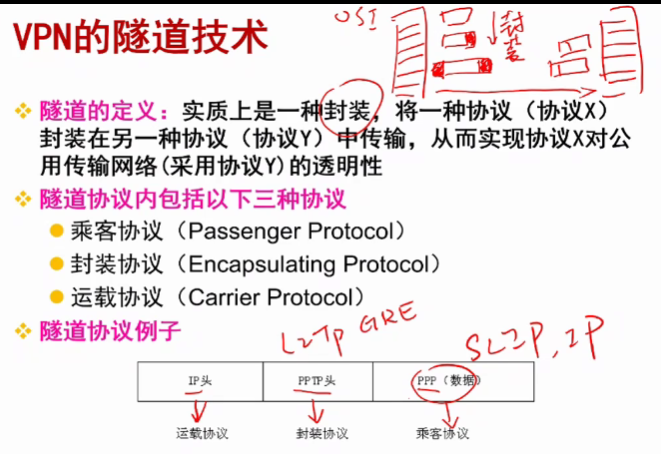 VPN的隧道技术
OSI
封装
隧道的定义：实质上是一种封装，将一种协议（协议X）
封装在另一种协议（协议Y）中传输，从而实现协议X对公
用传输网络(采用协议Y)的透明性
隧道协议内包括以下三种协议
乘客协议（Passenger Protocol）
封装协议（Encapsulating Protocol）
运载协议（Carrier Protocol）
隧道协议例子
L2TP GRE
SLIP, IP
IP头 PPTP头 PPP（数据）
运载协议 封装协议 乘客协议